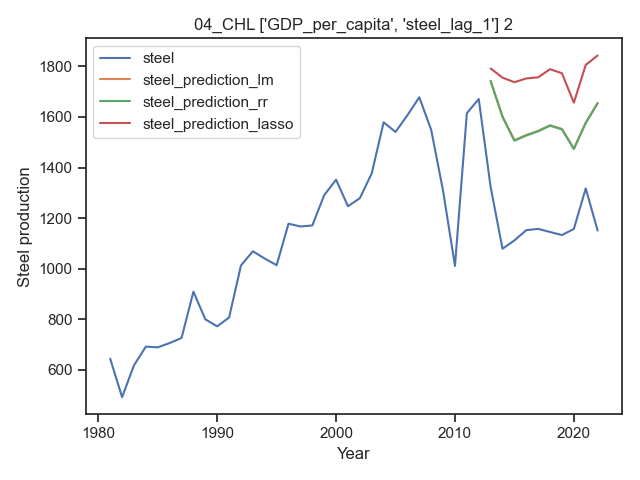 04_CHL ['GDP_per_capita', 'steel_lag_1'] 2
steel
steel_prediction_lm
steel_prediction_rr
steel_prediction_lasso
Steel production
1800
1600
1400
1200
1000
800
600
1980
1990
2000
2010
2020
Year